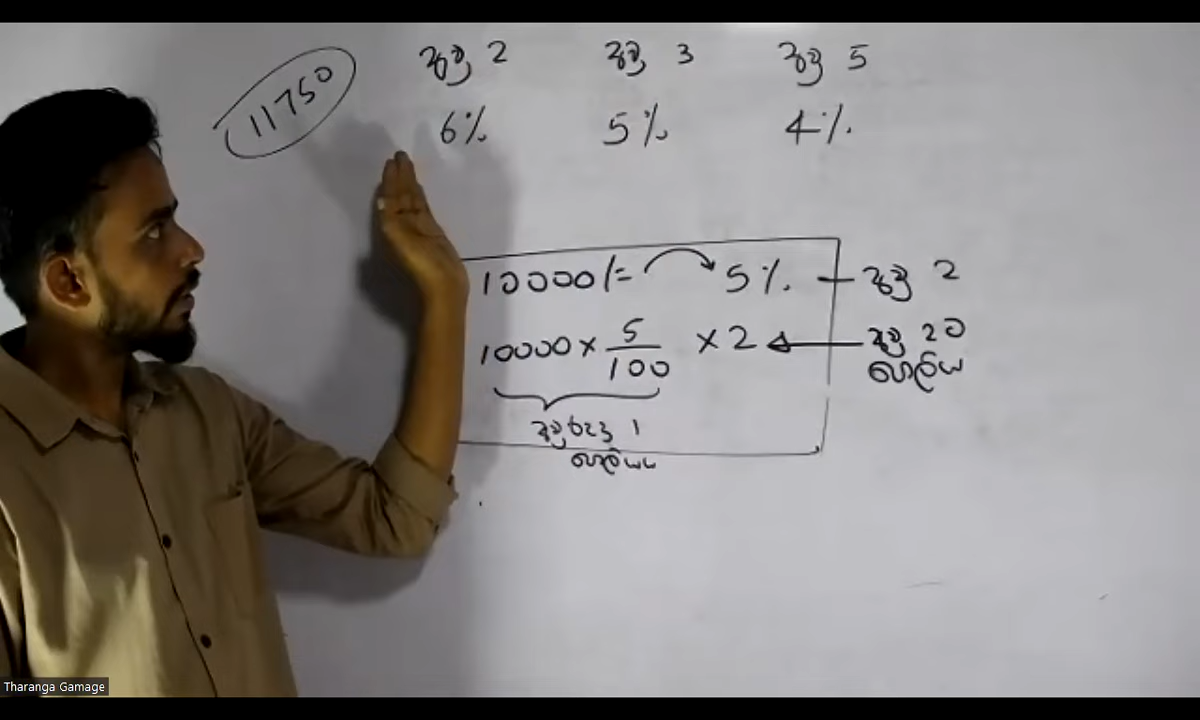 11750
අවු 2 අවු 3 අවු 5
6% 5% 4%
10000/= 5% අවු 2
10000 × 5/100 × 2 අවු 2ට
පොලිය
අවුරුදු 1
පොලියය
Tharanga Gamage